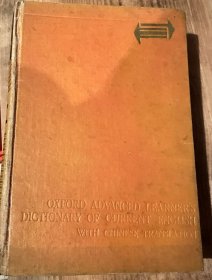 OXFORD ADVANCED LEARNER'S
DICTIONARY OF CURRENT ENGLISH
WITH CHINESE TRANSLATION